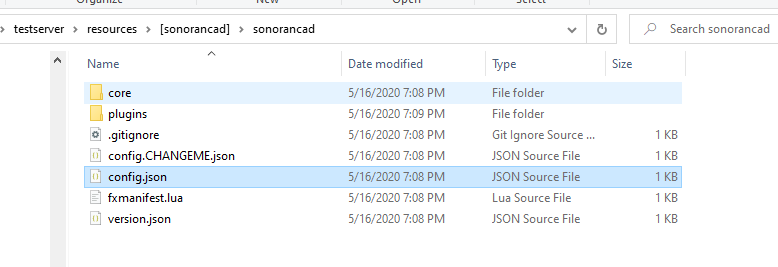 Organize New Open Select
testserver > resources > [sonorancad] > sonorancad Search sonorancad
Name Date modified Type Size
core 5/16/2020 7:08 PM File folder
plugins 5/16/2020 7:09 PM File folder
.gitignore 5/16/2020 7:08 PM Git Ignore Source ... 1 KB
config.CHANGEME.json 5/16/2020 7:08 PM JSON Source File 1 KB
config.json 5/16/2020 7:08 PM JSON Source File 1 KB
fxmanifest.lua 5/16/2020 7:08 PM Lua Source File 1 KB
version.json 5/16/2020 7:08 PM JSON Source File 1 KB